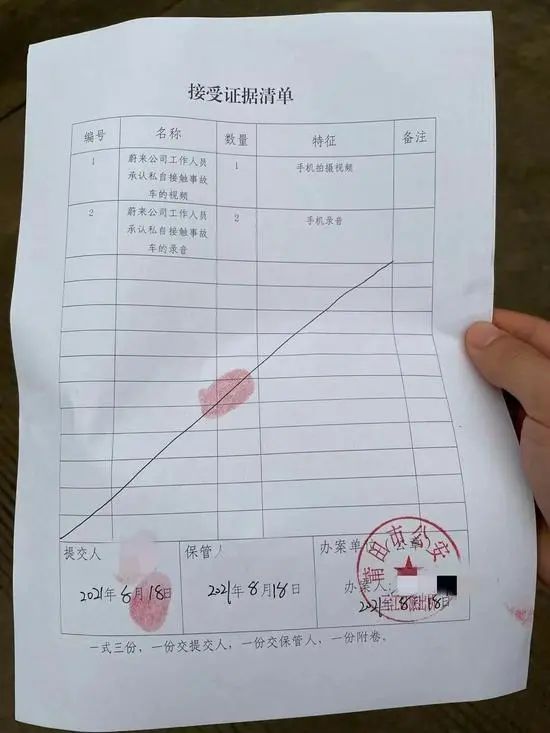 接受证据清单
编号 名称 数量 特征 备注
1 蔚来公司工作人员 1 手机拍摄视频
承认私自接触事故
车的视频
2 蔚来公司工作人员 2 手机录音
承认私自接触事故
车的录音
提交人 保管人 办案单位（公章）
莆田市公安
办案人：
2021年8月18日 2021年8月18日 2021年8月18日
一式三份，一份交提交人，一份交保管人，一份附卷。